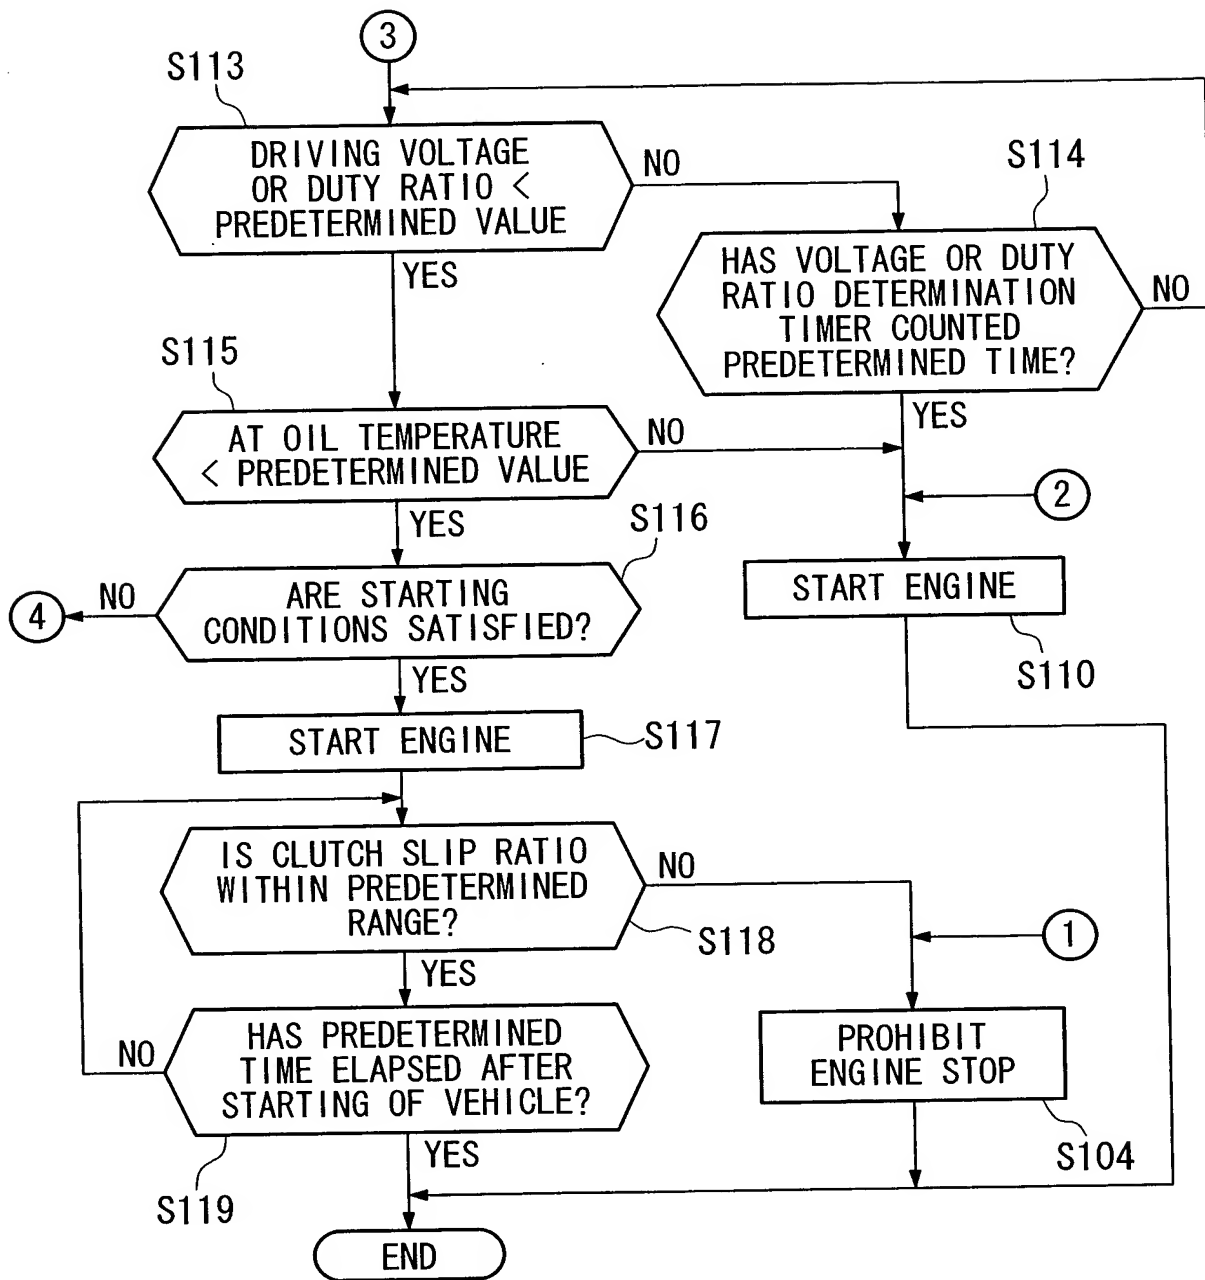 3
S113
DRIVING VOLTAGE
OR DUTY RATIO <
PREDETERMINED VALUE
NO
YES
S114
HAS VOLTAGE OR DUTY
RATIO DETERMINATION
TIMER COUNTED
PREDETERMINED TIME?
NO
YES
S115
AT OIL TEMPERATURE
< PREDETERMINED VALUE
NO
YES
2
S116
ARE STARTING
CONDITIONS SATISFIED?
NO
4
YES
START ENGINE
S110
START ENGINE
S117
IS CLUTCH SLIP RATIO
WITHIN PREDETERMINED
RANGE?
NO
S118
YES
1
HAS PREDETERMINED
TIME ELAPSED AFTER
STARTING OF VEHICLE?
NO
YES
S119
PROHIBIT
ENGINE STOP
S104
END